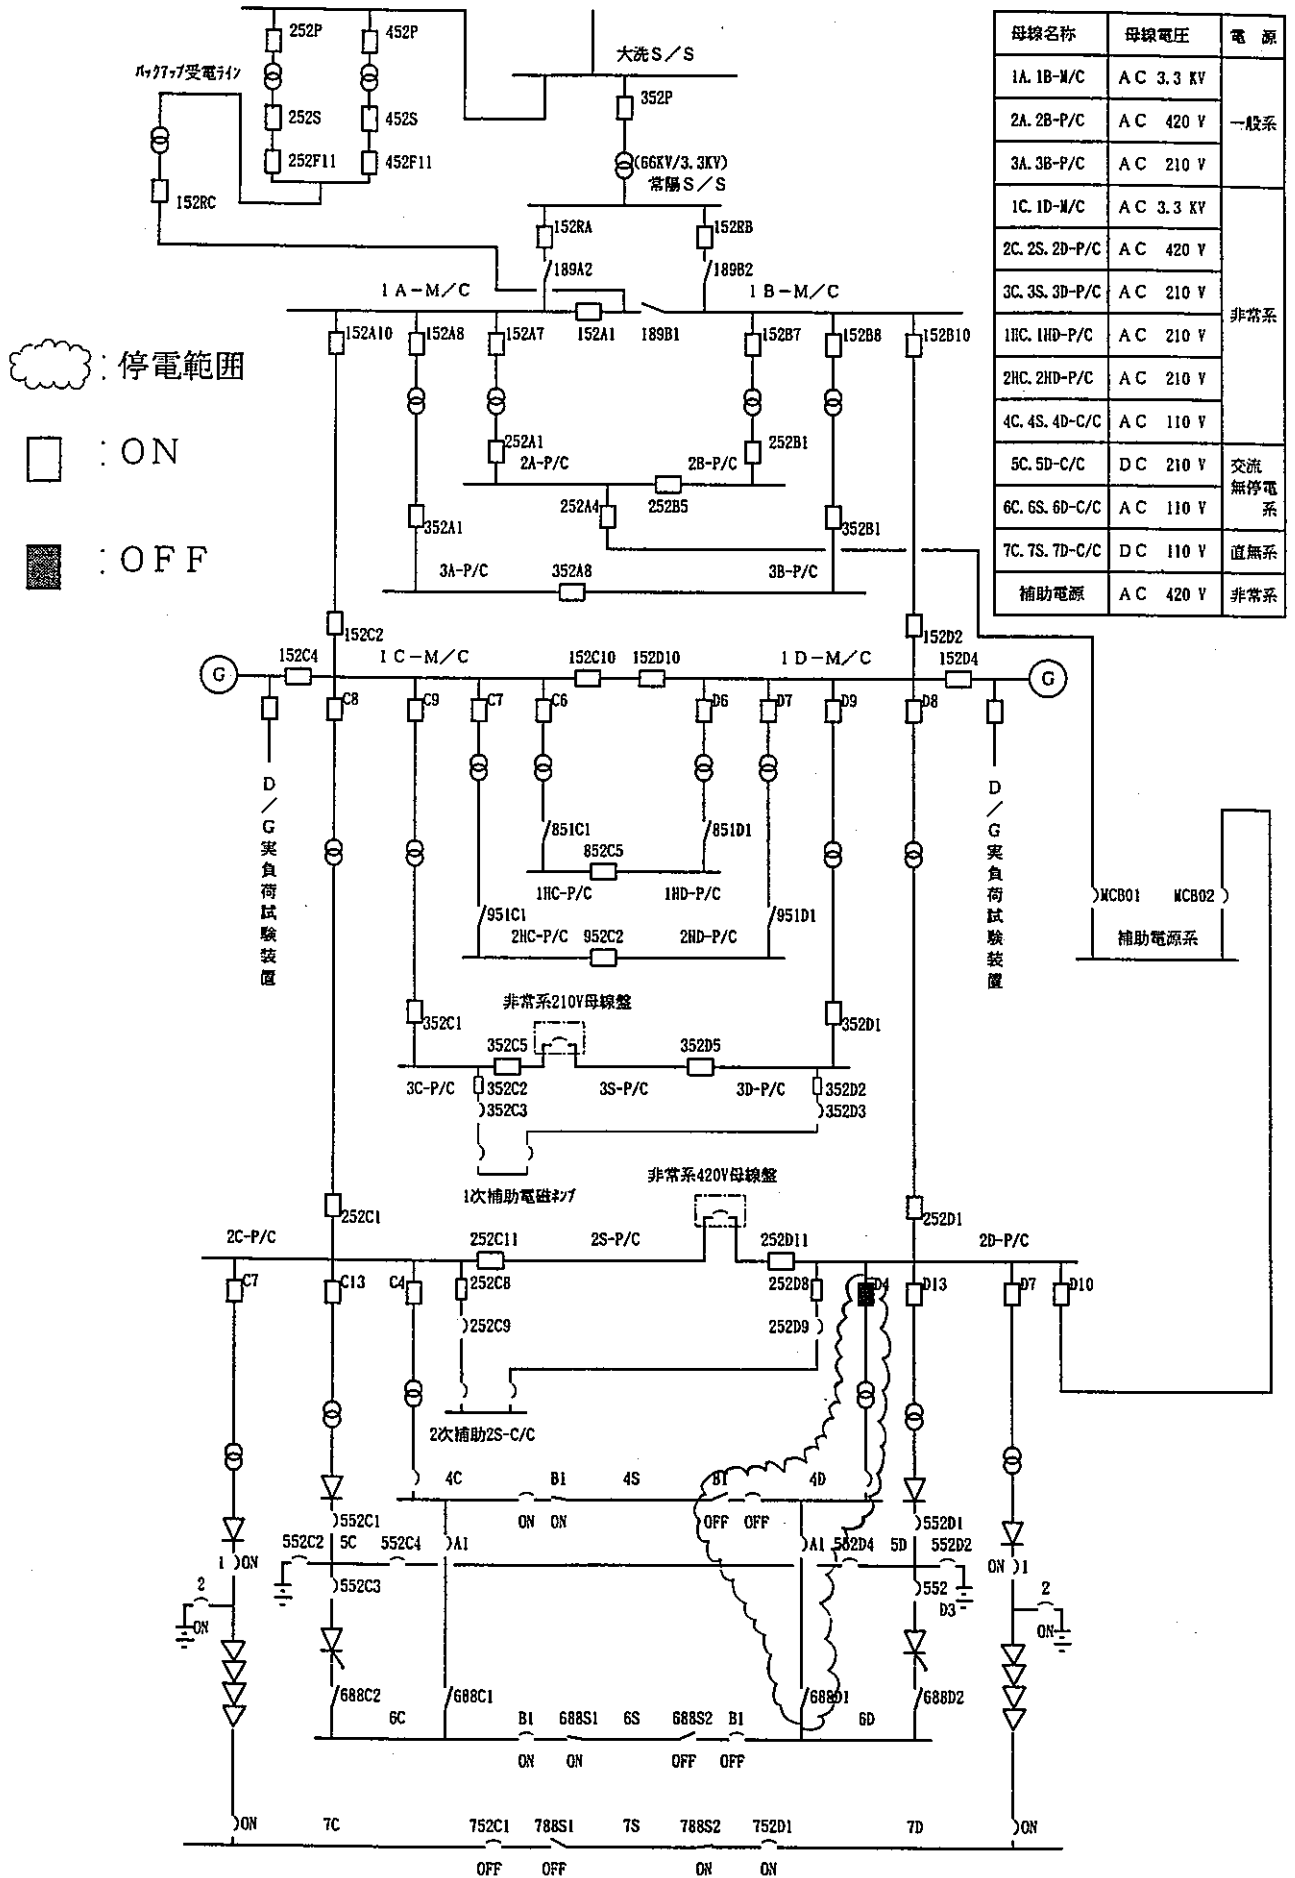 252P
452P
大洗S/S
バックアップ受電ライン
352P
252S
452S
252F11
452F11
(66KV/3.3KV)
常陽S/S
152RC
152RA
152RB
189A2
189B2
母線名称 母線電圧 電 源
1A. 1B-M/C AC 3.3 KV
2A. 2B-P/C AC 420 V
一般系
3A. 3B-P/C AC 210 V
1C. 1D-M/C AC 3.3 KV
2C. 2S. 2D-P/C AC 420 V
3C. 3S. 3D-P/C AC 210 V
非常系
1HC. 1HD-P/C AC 210 V
2HC. 2HD-P/C AC 210 V
4C. 4S. 4D-C/C AC 110 V
5C. 5D-C/C DC 210 V
交流
無停電
系
6C. 6S. 6D-C/C AC 110 V
7C. 7S. 7D-C/C DC 110 V 直無系
補助電源 AC 420 V 非常系
:停電範囲
:ON
:OFF
1A-M/C
1B-M/C
152A10
152A8
152A7
152A1
189B1
152B7
152B8
152B10
252A1
252B1
2A-P/C
2B-P/C
252A4
252B5
352A1
352B1
3A-P/C
352A8
3B-P/C
152C2
152D2
G
152C4
1C-M/C
152C10
152D10
1D-M/C
152D4
G
C8
C9
C7
C6
D6
D7
D9
D8
D/G実負荷試験装置
D/G実負荷試験装置
851C1
851D1
852C5
1HC-P/C
1HD-P/C
951C1
951D1
2HC-P/C
952C2
2HD-P/C
MCB01
MCB02
補助電源系
非常系210V母線盤
352C1
352D1
352C5
352D5
3C-P/C
352C2
3S-P/C
3D-P/C
352D2
352C3
352D3
1次補助電磁ポンプ
非常系420V母線盤
252C1
252D1
2C-P/C
252C11
2S-P/C
252D11
2D-P/C
C7
C13
C4
252C8
252D8
D4
D13
D7
D10
252C9
252D9
2次補助2S-C/C
4C
B1
4S
B1
4D
ON
ON
OFF
OFF
552C1
552D1
552C2
5C
552C4
A1
A1
552D4
5D
552D2
1
ON
ON
1
552C3
552
D3
2
ON
2
ON
688C2
688C1
688D1
688D2
6C
B1
688S1
6S
688S2
B1
6D
ON
ON
OFF
OFF
ON
7C
752C1
788S1
7S
788S2
752D1
7D
ON
OFF
OFF
ON
ON